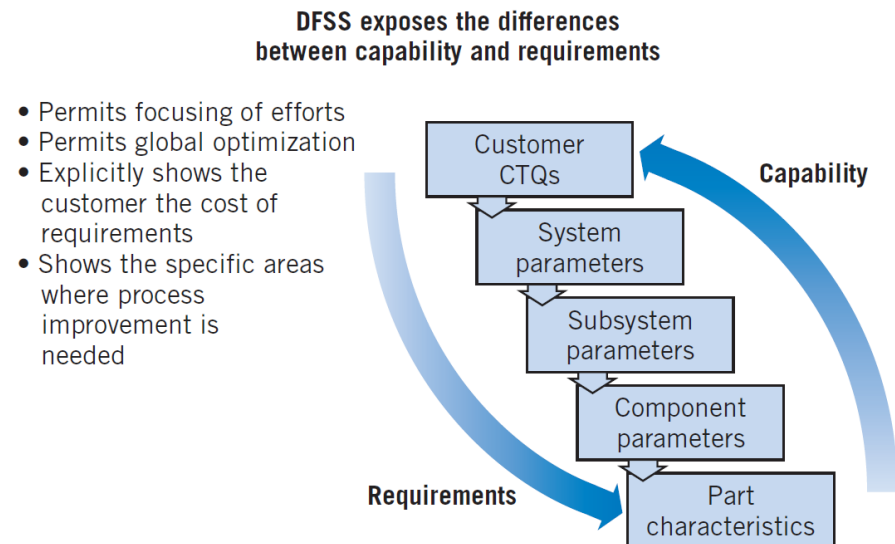 DFSS exposes the differences
between capability and requirements
• Permits focusing of efforts
• Permits global optimization
• Explicitly shows the
customer the cost of
requirements
• Shows the specific areas
where process
improvement is
needed
Customer
CTQs
Capability
System
parameters
Subsystem
parameters
Component
parameters
Requirements
Part
characteristics